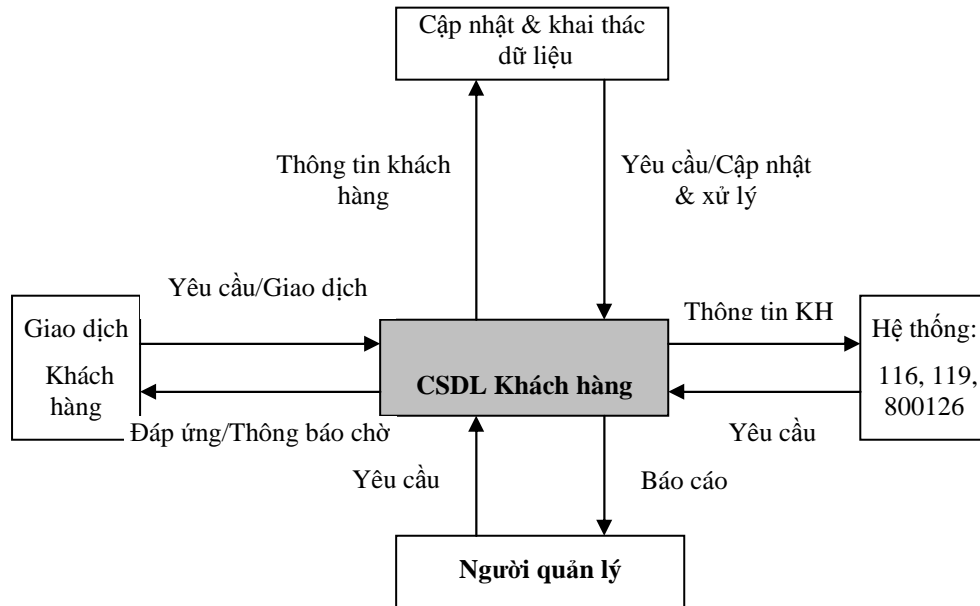 Cập nhật & khai thác
dữ liệu
Thông tin khách
hàng
Yêu cầu/Cập nhật
& xử lý
Yêu cầu/Giao dịch
Thông tin KH
Giao dịch
Khách
hàng
CSDL Khách hàng
Hệ thống:
116, 119,
800126
Đáp ứng/Thông báo chờ
Yêu cầu
Yêu cầu
Báo cáo
Người quản lý